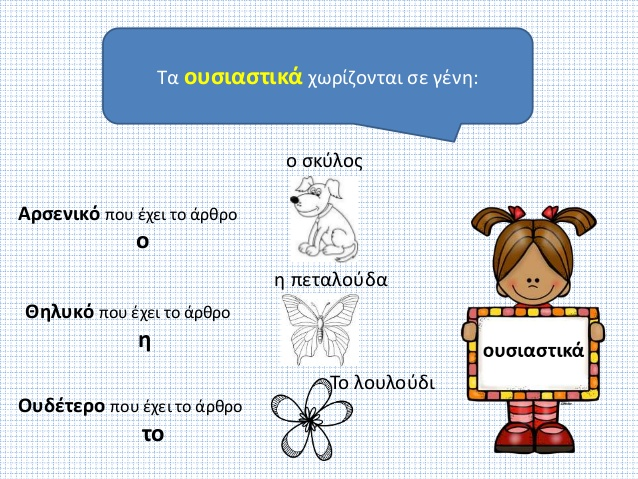 Τα ουσιαστικά χωρίζονται σε γένη:
ο σκύλος
Αρσενικό που έχει το άρθρο
ο
η πεταλούδα
Θηλυκό που έχει το άρθρο
η
ουσιαστικά
Το λουλούδι
Ουδέτερο που έχει το άρθρο
το